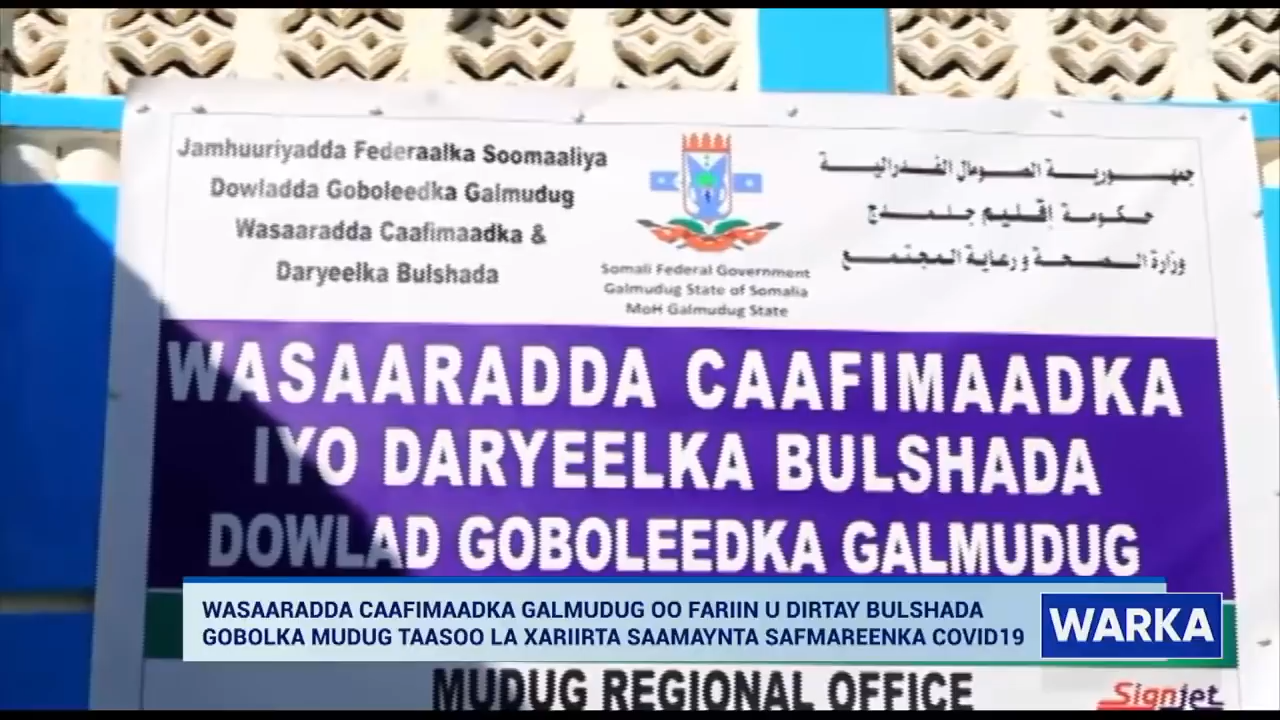 Jamhuuriyadda Federaalka Soomaaliya
Dowladda Goboleedka Galmudug
Wasaaradda Caafimaadka &
Daryeelka Bulshada
Somali Federal Government
Galmudug State of Somalia
MoH Galmudug State
جمهورية الصومال الفدرالية
حكومة إقليم جلمدج
وزارة الصحة ورعاية المجتمع
WASAARADDA CAAFIMAADKA
IYO DARYEELKA BULSHADA
DOWLAD GOBOLEEDKA GALMUDUG
WASAARADDA CAAFIMAADKA GALMUDUG OO FARIIN U DIRTAY BULSHADA
GOBOLKA MUDUG TAASOO LA XARIIRTA SAAMAYNTA SAFMAREENKA COVID19
WARKA
MUDUG REGIONAL OFFICE
Signjet